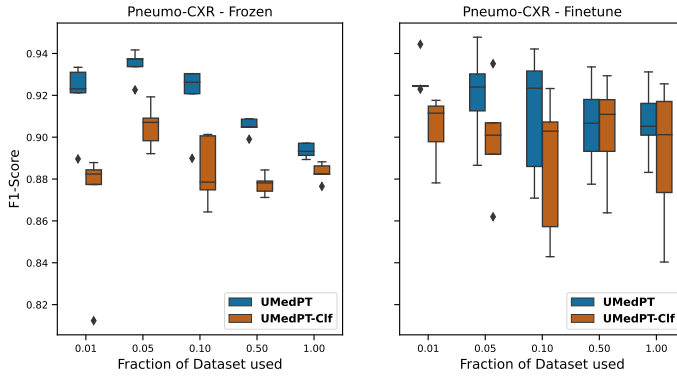 Pneumo-CXR - Frozen
Pneumo-CXR - Finetune
F1-Score
0.94
0.92
0.90
0.88
0.86
0.84
0.82
UMedPT
UMedPT-Clf
UMedPT
UMedPT-Clf
0.01 0.05 0.10 0.50 1.00
0.01 0.05 0.10 0.50 1.00
Fraction of Dataset used
Fraction of Dataset used